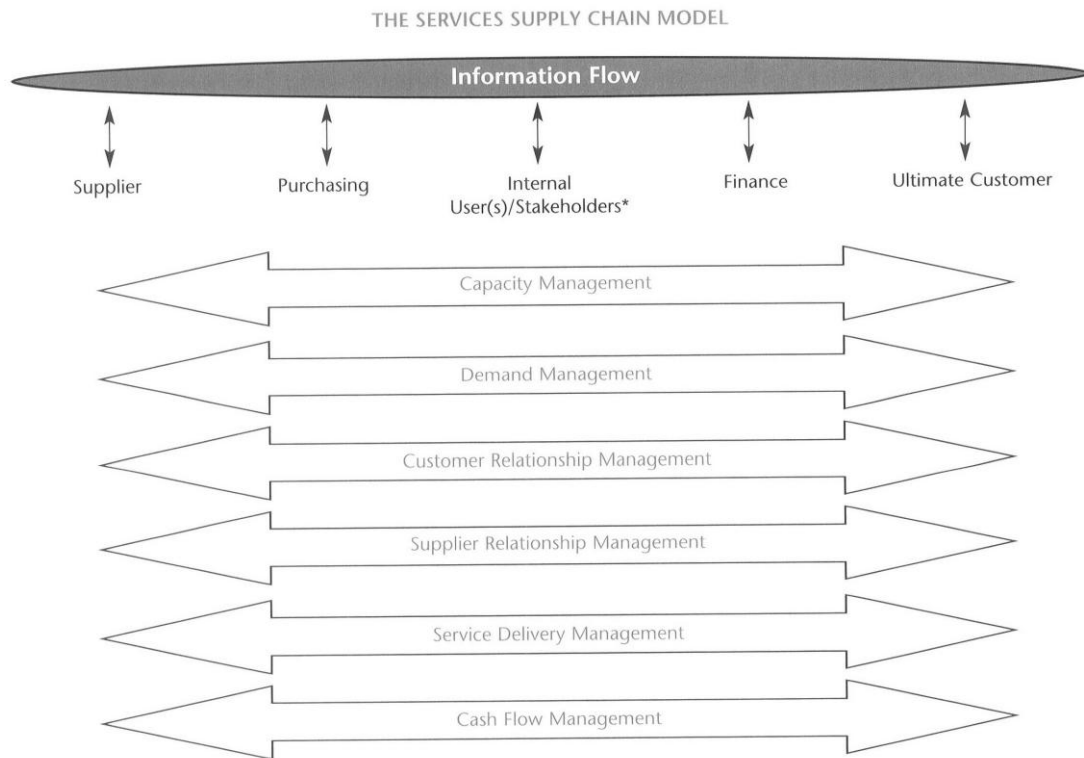 THE SERVICES SUPPLY CHAIN MODEL
Information Flow
Supplier
Purchasing
Internal
User(s)/Stakeholders*
Finance
Ultimate Customer
Capacity Management
Demand Management
Customer Relationship Management
Supplier Relationship Management
Service Delivery Management
Cash Flow Management